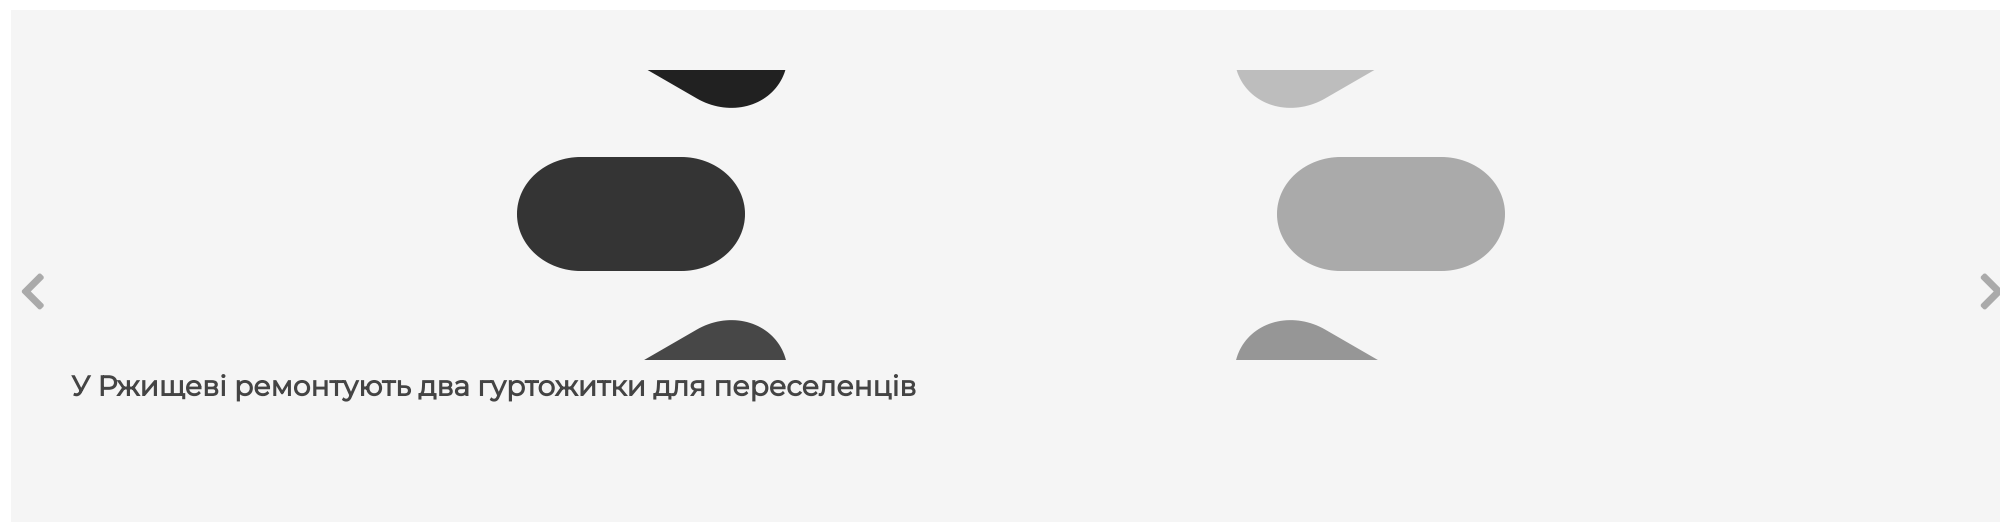 У Ржищеві ремонтують два гуртожитки для переселенців